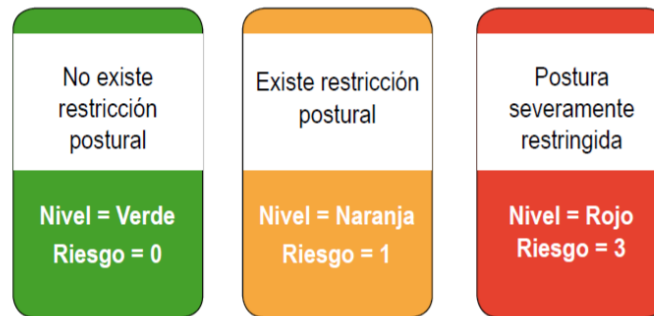 No existe
restricción
postural
Nivel = Verde
Riesgo = 0
Existe restricción
postural
Nivel = Naranja
Riesgo = 1
Postura
severamente
restringida
Nivel = Rojo
Riesgo = 3